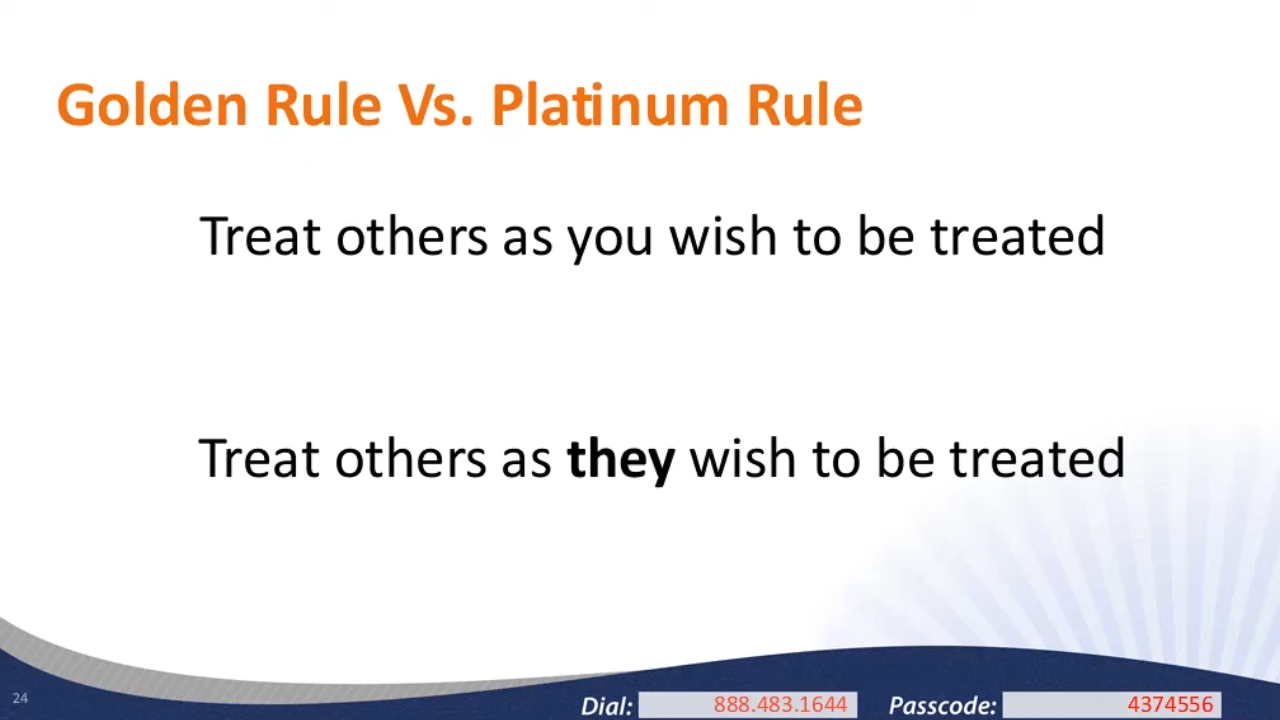 Golden Rule Vs. Platinum Rule
Treat others as you wish to be treated
Treat others as they wish to be treated
24
Dial: 888.483.1644 Passcode: 4374556